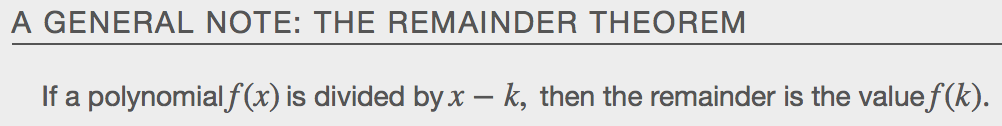 A GENERAL NOTE: THE REMAINDER THEOREM
If a polynomial f(x) is divided by x − k, then the remainder is the value f(k).